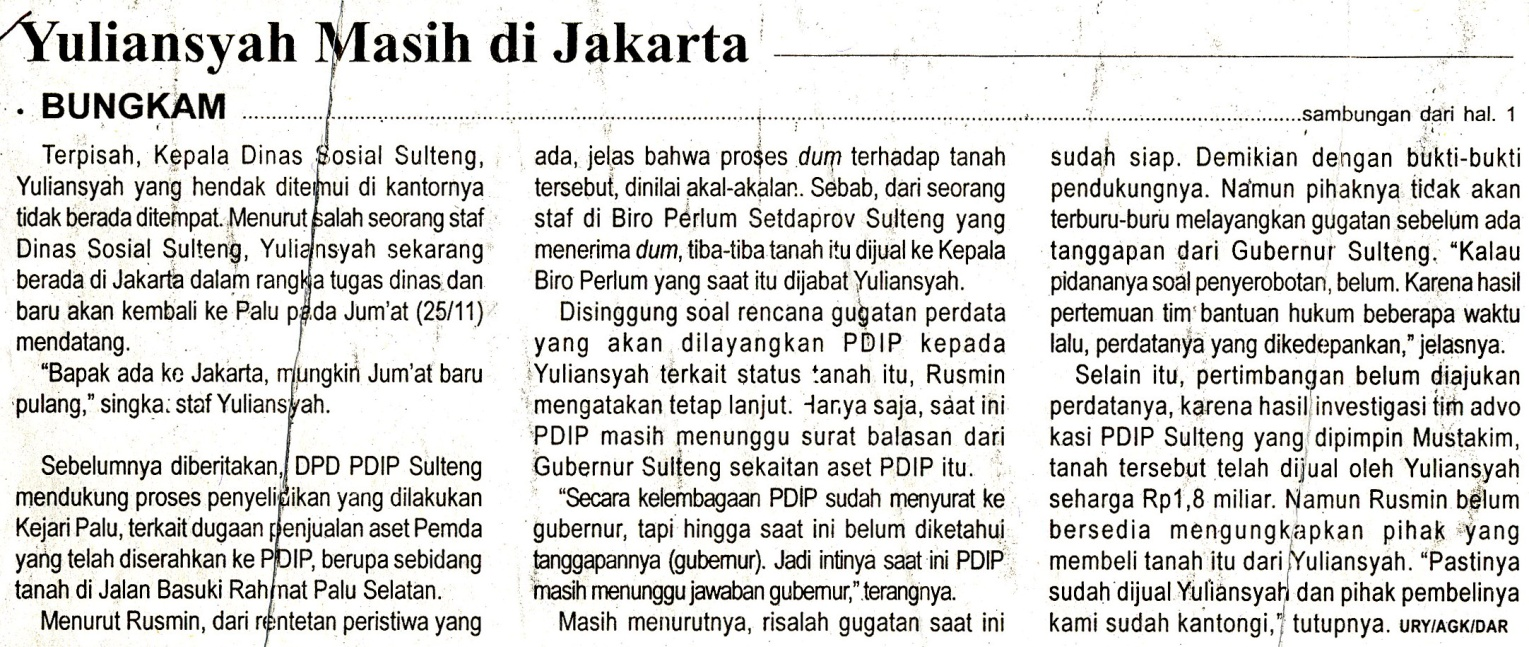 Yuliansyah Masih di Jakarta
• BUNGKAM ..........sambungan dari hal. 1
Terpisah, Kepala Dinas Sosial Sulteng,
Yuliansyah yang hendak ditemui di kantornya
tidak berada ditempat. Menurut salah seorang staf
Dinas Sosial Sulteng, Yuliansyah sekarang
berada di Jakarta dalam rangka tugas dinas dan
baru akan kembali ke Palu pada Jum'at (25/11)
mendatang.
“Bapak ada ke Jakarta, mungkin Jum'at baru
pulang,” singkat staf Yuliansyah.
Sebelumnya diberitakan, DPD PDIP Sulteng
mendukung proses penyelidikan yang dilakukan
Kejari Palu, terkait dugaan penjualan aset Pemda
yang telah diserahkan ke PDIP, berupa sebidang
tanah di Jalan Basuki Rahmat Palu Selatan.
Menurut Rusmin, dari rentetan peristiwa yang
ada, jelas bahwa proses dum terhadap tanah
tersebut, dinilai akal-akalan. Sebab, dari seorang
staf di Biro Perlum Setdaprov Sulteng yang
menerima dum, tiba-tiba tanah itu dijual ke Kepala
Biro Perlum yang saat itu dijabat Yuliansyah.
Disinggung soal rencana gugatan perdata
yang akan dilayangkan PDIP kepada
Yuliansyah terkait status tanah itu, Rusmin
mengatakan tetap lanjut. Hanya saja, saat ini
PDIP masih menunggu surat balasan dari
Gubernur Sulteng sekaitan aset PDIP itu.
“Secara kelembagaan PDIP sudah menyurat ke
gubernur, tapi hingga saat ini belum diketahui
tanggapannya (gubernur). Jadi intinya saat ini PDIP
masih menunggu jawaban gubernur,” terangnya.
Masih menurutnya, risalah gugatan saat ini
sudah siap. Demikian dengan bukti-bukti
pendukungnya. Namun pihaknya tidak akan
terburu-buru melayangkan gugatan sebelum ada
tanggapan dari Gubernur Sulteng. “Kalau
pidananya soal penyerobotan, belum. Karena hasil
pertemuan tim bantuan hukum beberapa waktu
lalu, perdatanya yang dikedepankan,” jelasnya.
Selain itu, pertimbangan belum diajukan
perdatanya, karena hasil investigasi tim advo
kasi PDIP Sulteng yang dipimpin Mustakim,
tanah tersebut telah dijual oleh Yuliansyah
seharga Rp1,8 miliar. Namun Rusmin belum
bersedia mengungkapkan pihak yang
membeli tanah itu dari Yuliansyah. “Pastinya
sudah dijual Yuliansyah dan pihak pembelinya
kami sudah kantongi,” tutupnya. URY/AGK/DAR